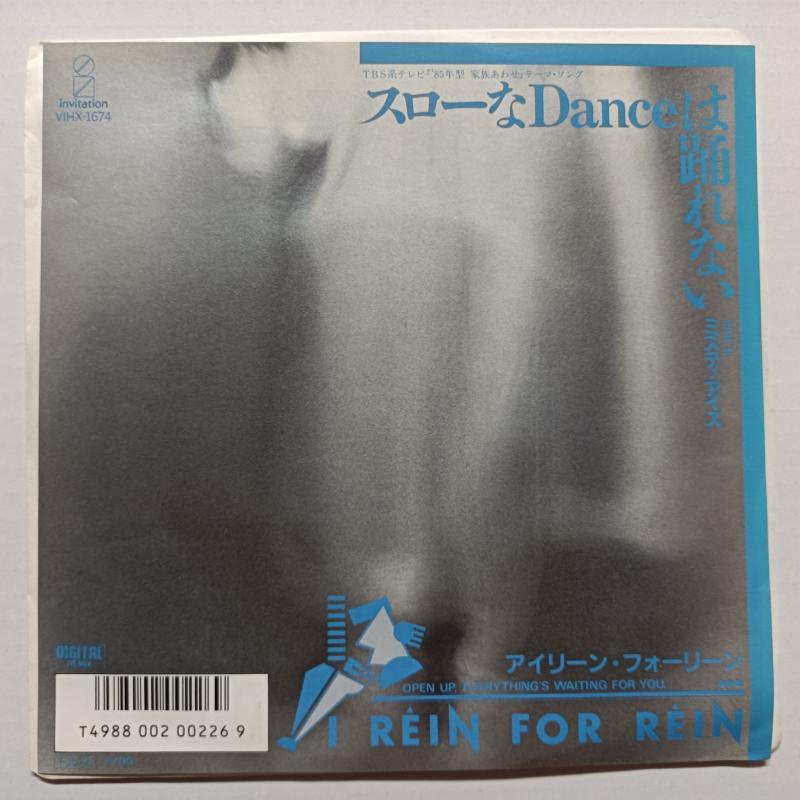 invitation
VIHX-1674
TBS系テレビ『'85年型 家族あわせ』テーマ・ソング
スローなDanceは踊れない
ミスティ・アイズ
DIGITAL
REMIX
アイリーン・フォーリーン
OPEN UP, EVERYTHING'S WAITING FOR YOU.
I RÊIN FOR RÊIN
T4988 002 00226 9